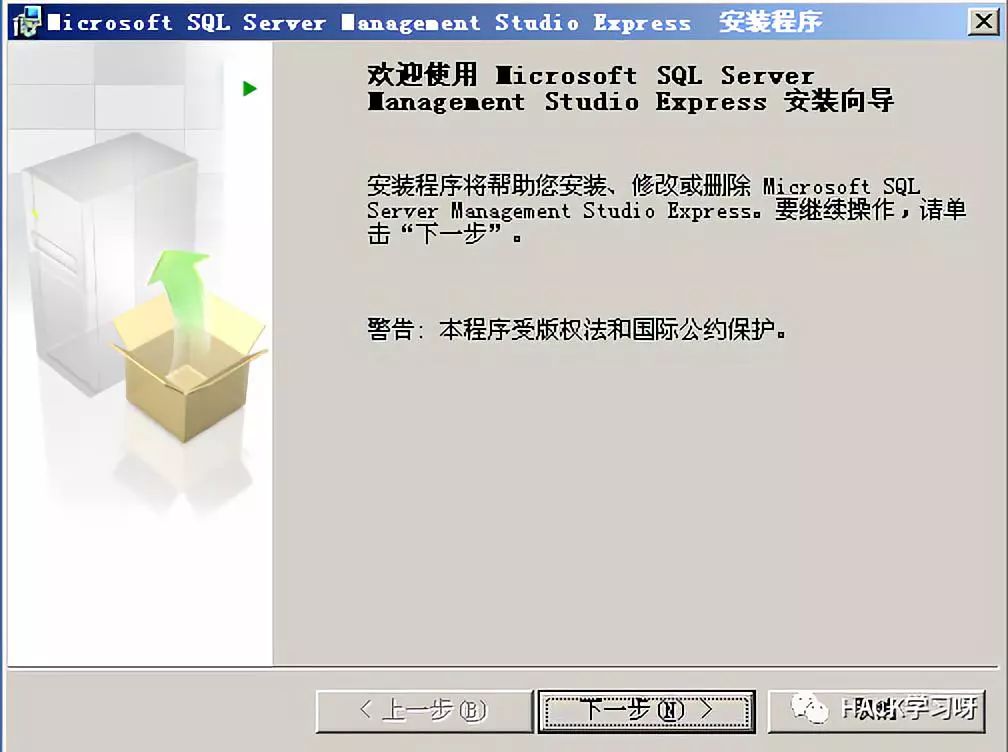 Microsoft SQL Server Management Studio Express 安装程序
欢迎使用 Microsoft SQL Server
Management Studio Express 安装向导
安装程序将帮助您安装、修改或删除 Microsoft SQL
Server Management Studio Express。要继续操作，请单
击“下一步”。
警告：本程序受版权法和国际公约保护。
< 上一步(B)
下一步(N) >
取消
HACK学习呀